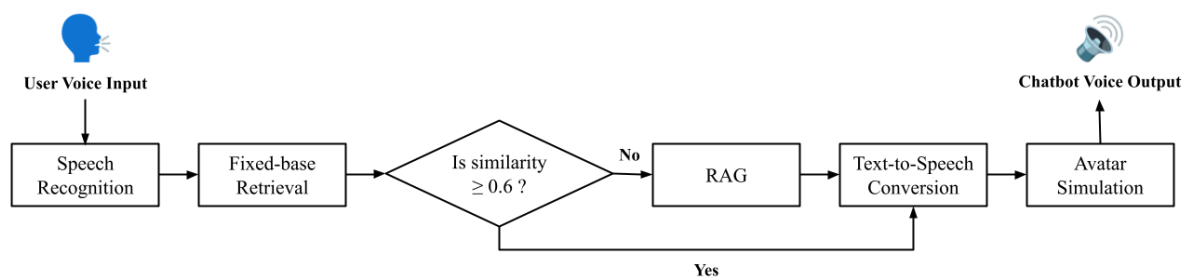 User Voice Input
Chatbot Voice Output
Speech
Recognition
Fixed-base
Retrieval
Is similarity
≥ 0.6 ?
No
RAG
Text-to-Speech
Conversion
Avatar
Simulation
Yes